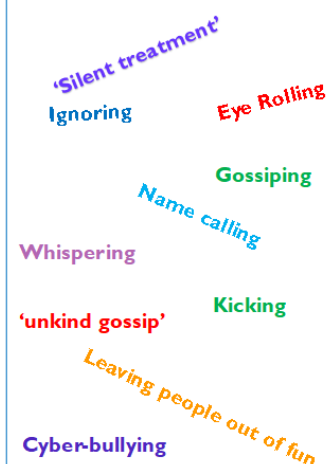 ‘Silent treatment’
Ignoring
Eye Rolling
Gossiping
Name calling
Whispering
Kicking
‘unkind gossip’
Leaving people out of fun
Cyber-bullying